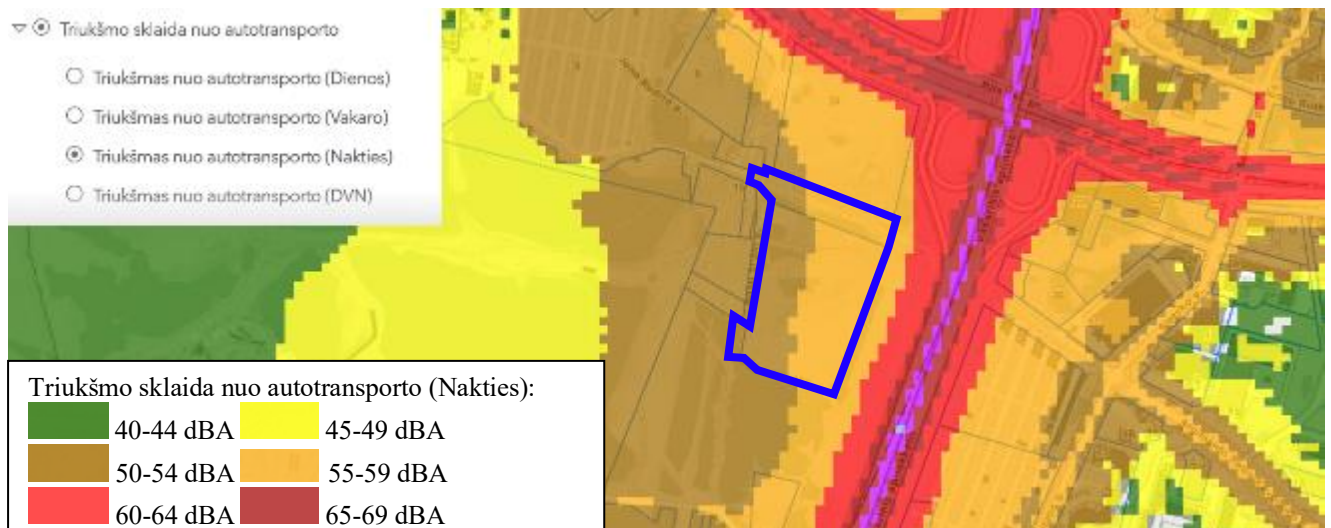 Triukšmo sklaida nuo autotransporto
Triukšmas nuo autotransporto (Dienos)
Triukšmas nuo autotransporto (Vakaro)
Triukšmas nuo autotransporto (Nakties)
Triukšmas nuo autotransporto (DVN)
Triukšmo sklaida nuo autotransporto (Nakties):
40-44 dBA 45-49 dBA
50-54 dBA 55-59 dBA
60-64 dBA 65-69 dBA